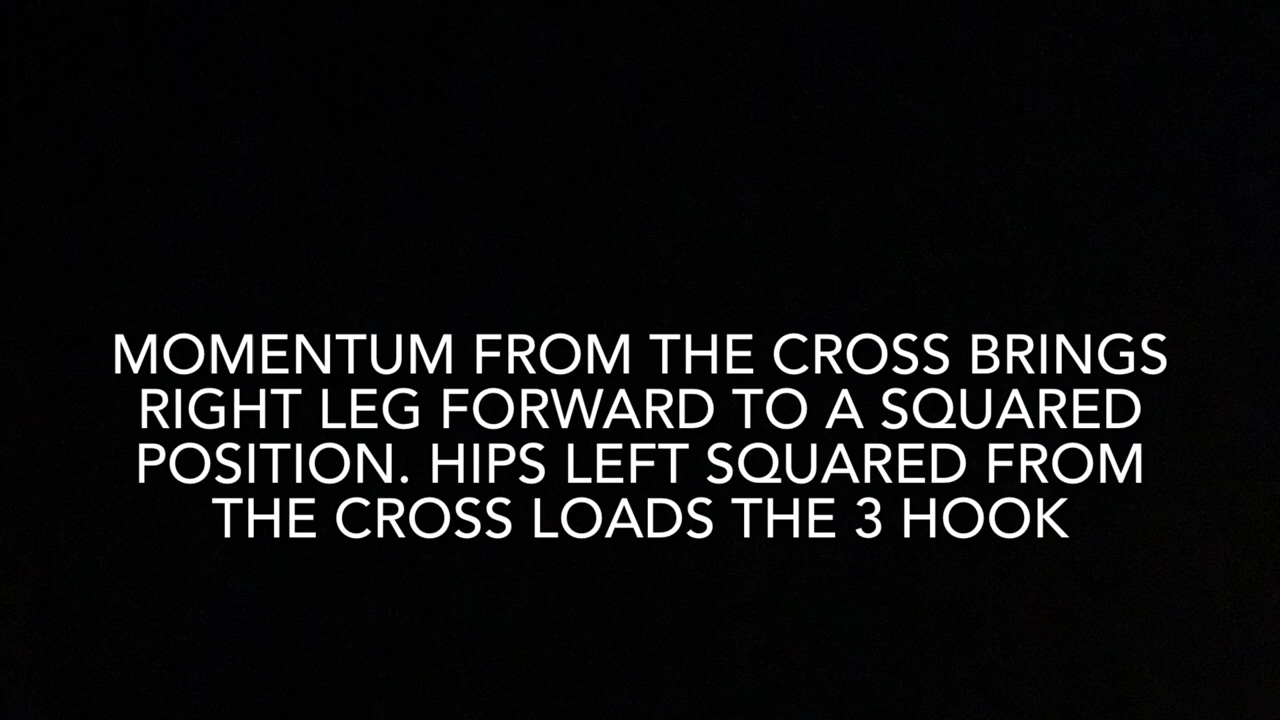 MOMENTUM FROM THE CROSS BRINGS
RIGHT LEG FORWARD TO A SQUARED
POSITION. HIPS LEFT SQUARED FROM
THE CROSS LOADS THE 3 HOOK